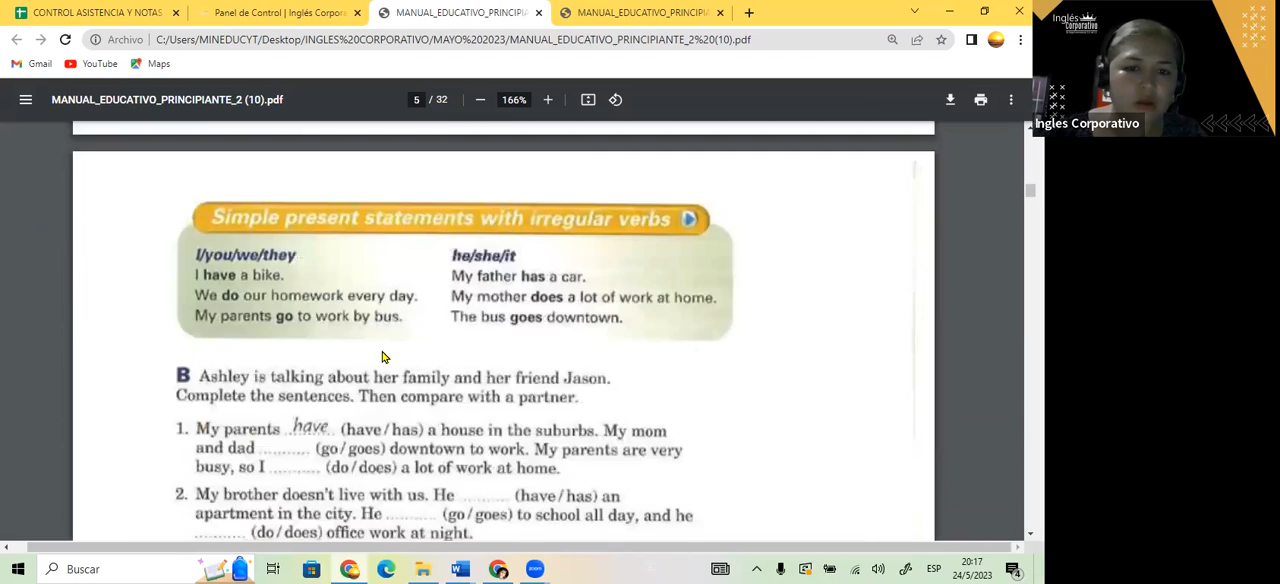 CONTROL ASISTENCIA Y NOTAS
Panel de Control | Inglés Corpora
MANUAL_EDUCATIVO_PRINCIPIA
MANUAL_EDUCATIVO_PRINCIPIA
Archivo
C:/Users/MINEDUCYT/Desktop/INGLES%20CORPORATIVO/MAYO%202023/MANUAL_EDUCATIVO_PRINCIPIANTE_2%20(10).pdf
Gmail
YouTube
Maps
MANUAL_EDUCATIVO_PRINCIPIANTE_2 (10).pdf
5 / 32
166%
Inglés
Corporativo
Ingles Corporativo
Simple present statements with irregular verbs
I/you/we/they
he/she/it
I have a bike.
My father has a car.
We do our homework every day.
My mother does a lot of work at home.
My parents go to work by bus.
The bus goes downtown.
B Ashley is talking about her family and her friend Jason.
Complete the sentences. Then compare with a partner.
1. My parents ..have.. (have/has) a house in the suburbs. My mom
and dad .......... (go/goes) downtown to work. My parents are very
busy, so I .......... (do/does) a lot of work at home.
2. My brother doesn't live with us. He .......... (have/has) an
apartment in the city. He .......... (go/goes) to school all day, and he
.......... (do/does) office work at night.
Buscar
ESP
20:17
24/5/2023
4